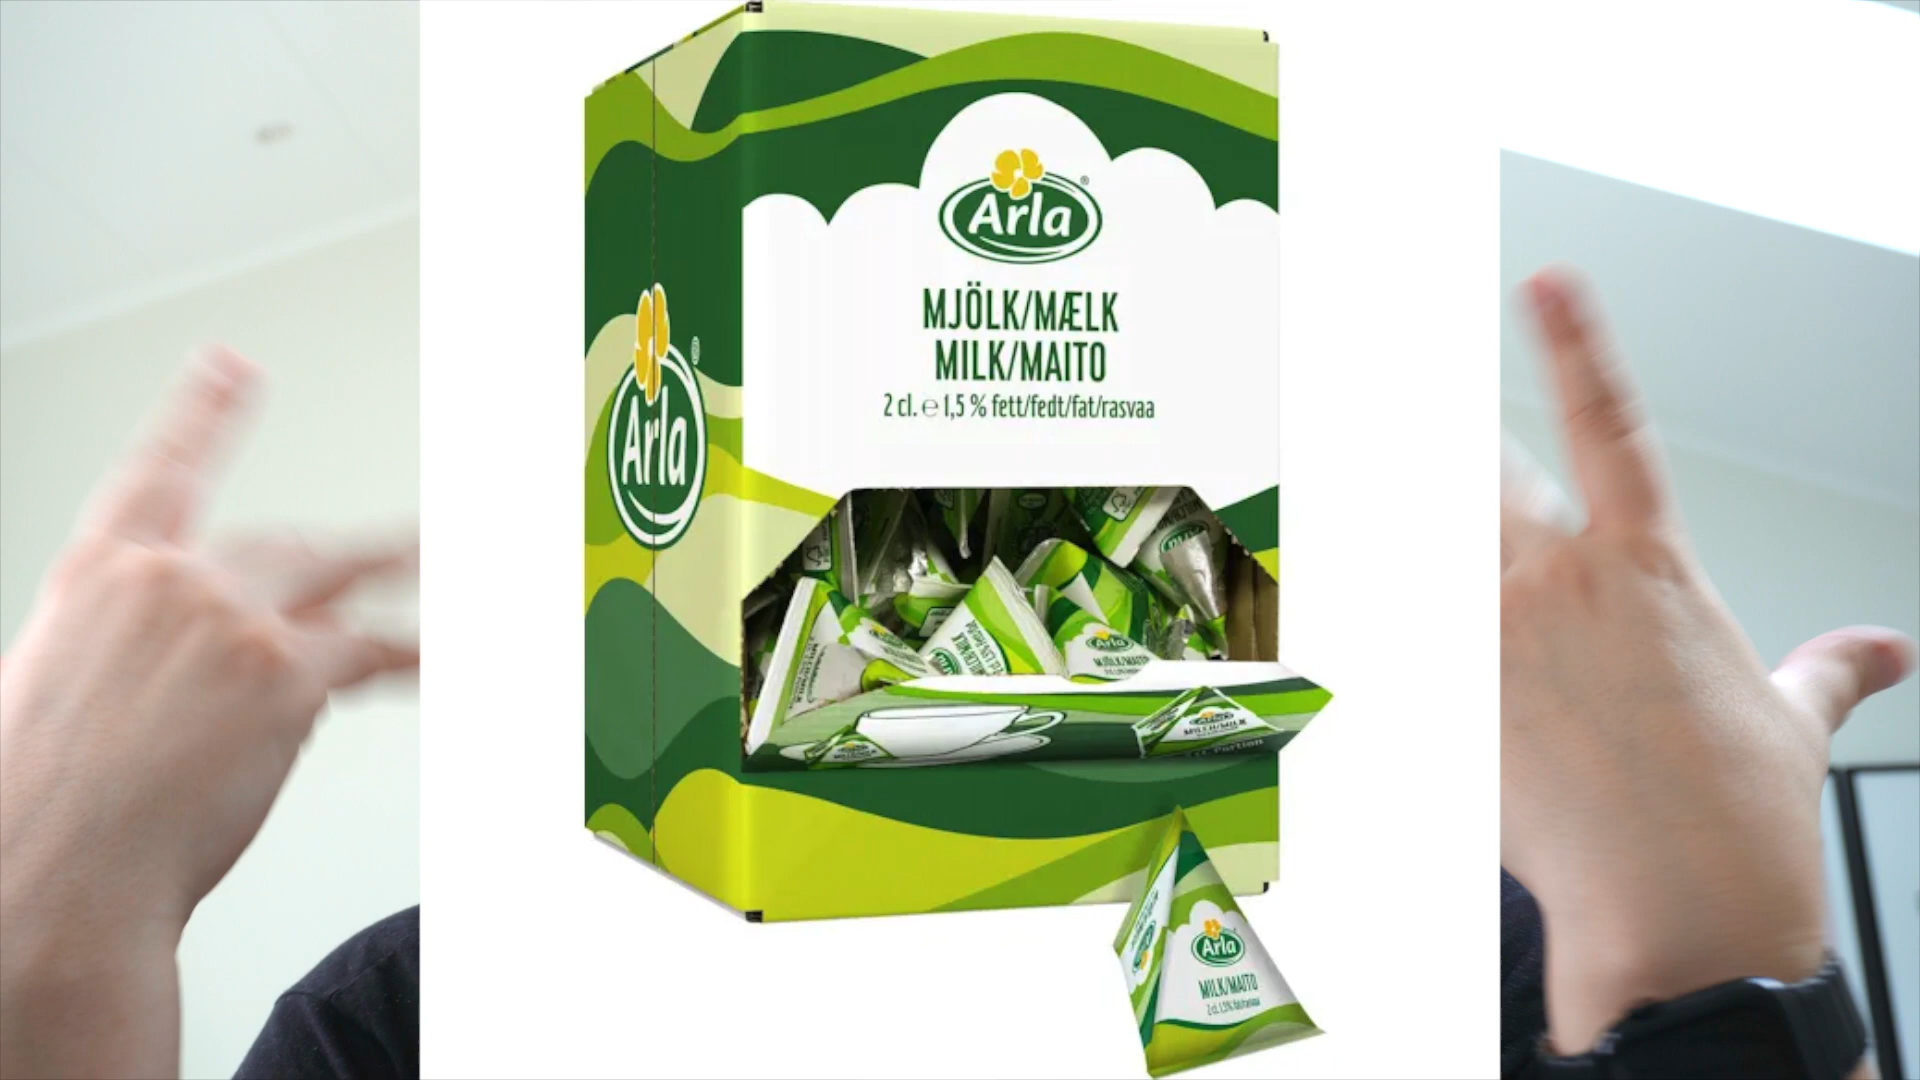 Arla
MJÖLK/MÆLK
MILK/MAITO
2 cl. ℮ 1,5 % fett/fedt/fat/rasvaa
Arla
Arla
MJÖLK/MAITO
Arla
MILK/MAITO